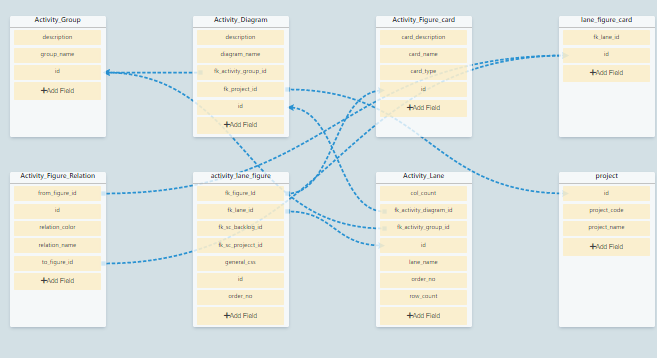 Activity_Group
description
group_name
id
+Add Field
Activity_Diagram
description
diagram_name
fk_activity_group_id
fk_project_id
id
+Add Field
Activity_Figure_card
card_description
card_name
card_type
id
+Add Field
lane_figure_card
fk_lane_id
id
+Add Field
Activity_Figure_Relation
from_figure_id
id
relation_color
relation_name
to_figure_id
+Add Field
activity_lane_figure
fk_figure_id
fk_lane_id
fk_sc_backlog_id
fk_sc_projecct_id
general_css
id
order_no
+Add Field
Activity_Lane
col_count
fk_activity_diagram_id
fk_activity_group_id
id
lane_name
order_no
row_count
+Add Field
project
id
project_code
project_name
+Add Field